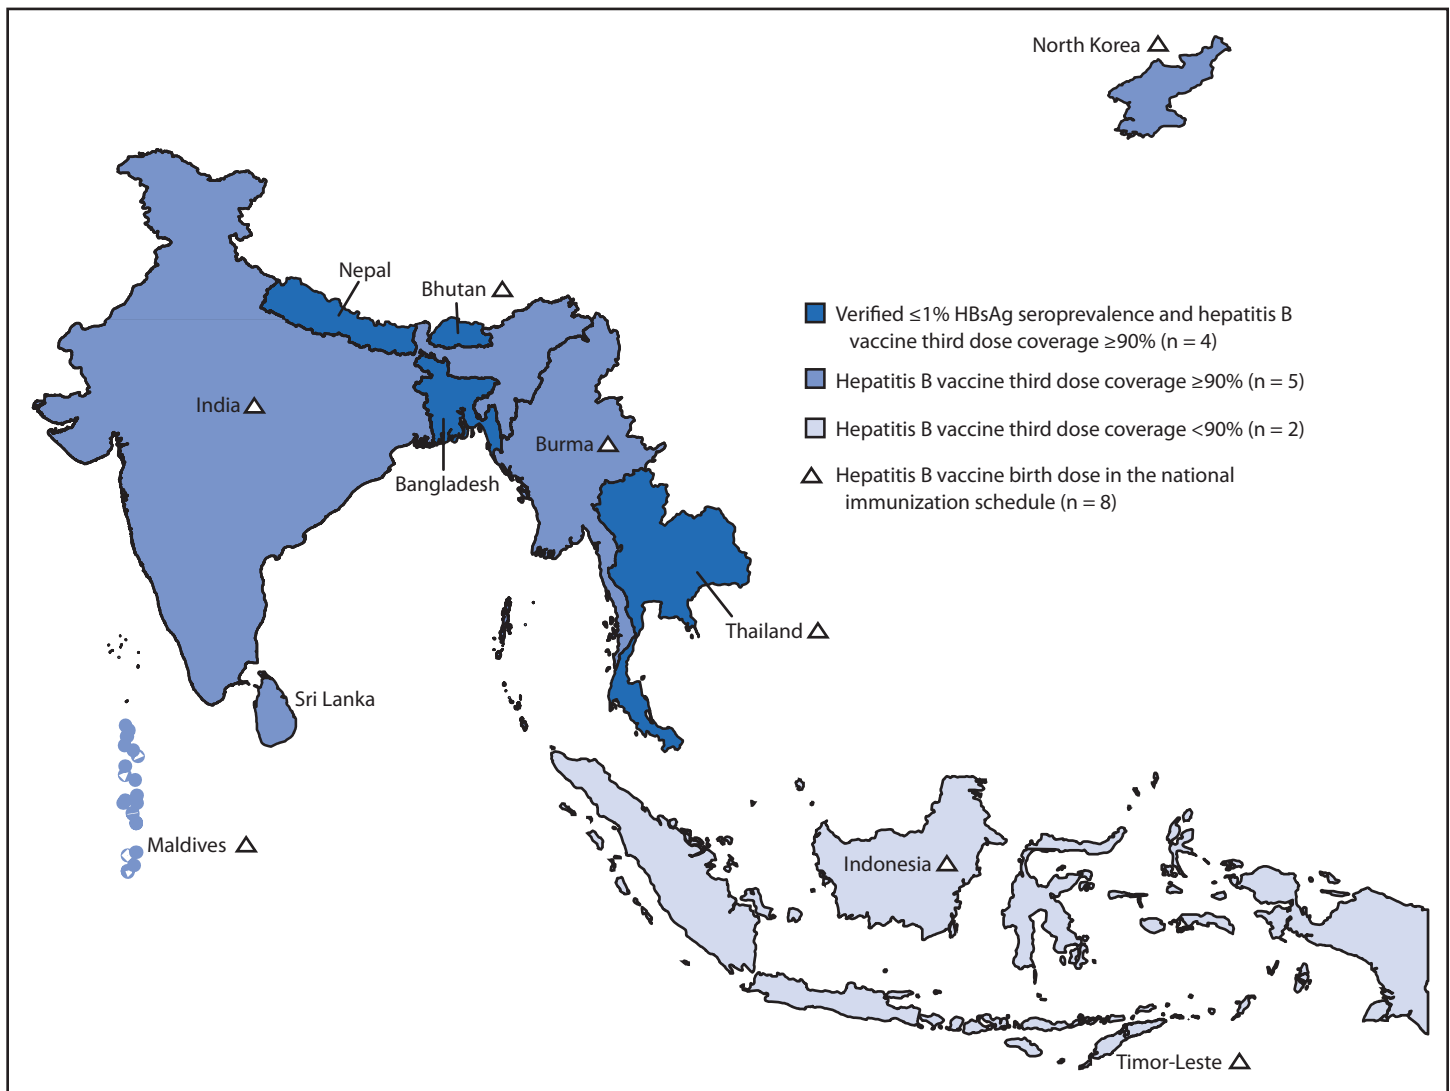 North Korea
Nepal
Bhutan
Verified ≤1% HBsAg seroprevalence and hepatitis B
vaccine third dose coverage ≥90% (n = 4)
Hepatitis B vaccine third dose coverage ≥90% (n = 5)
India
Hepatitis B vaccine third dose coverage <90% (n = 2)
Burma
Bangladesh
Hepatitis B vaccine birth dose in the national
immunization schedule (n = 8)
Thailand
Sri Lanka
Maldives
Indonesia
Timor-Leste